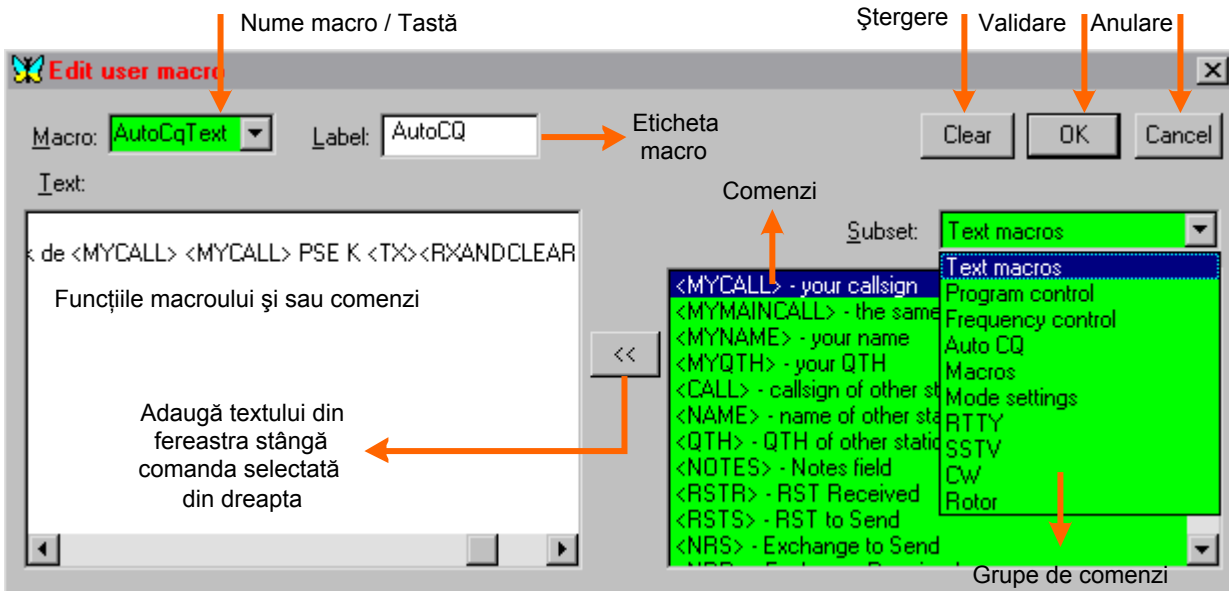 Nume macro / Tastă
Ştergere Validare Anulare
Edit user macro
Macro: AutoCqText Label: AutoCQ
Eticheta
macro
Clear OK Cancel
Text:
Comenzi
Subset: Text macros
de <MYCALL> <MYCALL> PSE K <TX><RXANDCLEAR
Funcțiile macroului şi sau comenzi
<<
Adaugă textului din
fereastra stângă
comanda selectată
din dreapta
<MYCALL> - your callsign
<MYMAINCALL> - the same
<MYNAME> - your name
<MYQTH> - your QTH
<CALL> - callsign of other st
<NAME> - name of other sta
<QTH> - QTH of other static
<NOTES> - Notes field
<RSTR> - RST Received
<RSTS> - RST to Send
<NRS> - Exchange to Send
Text macros
Program control
Frequency control
Auto CQ
Macros
Mode settings
RTTY
SSTV
CW
Rotor
Grupe de comenzi